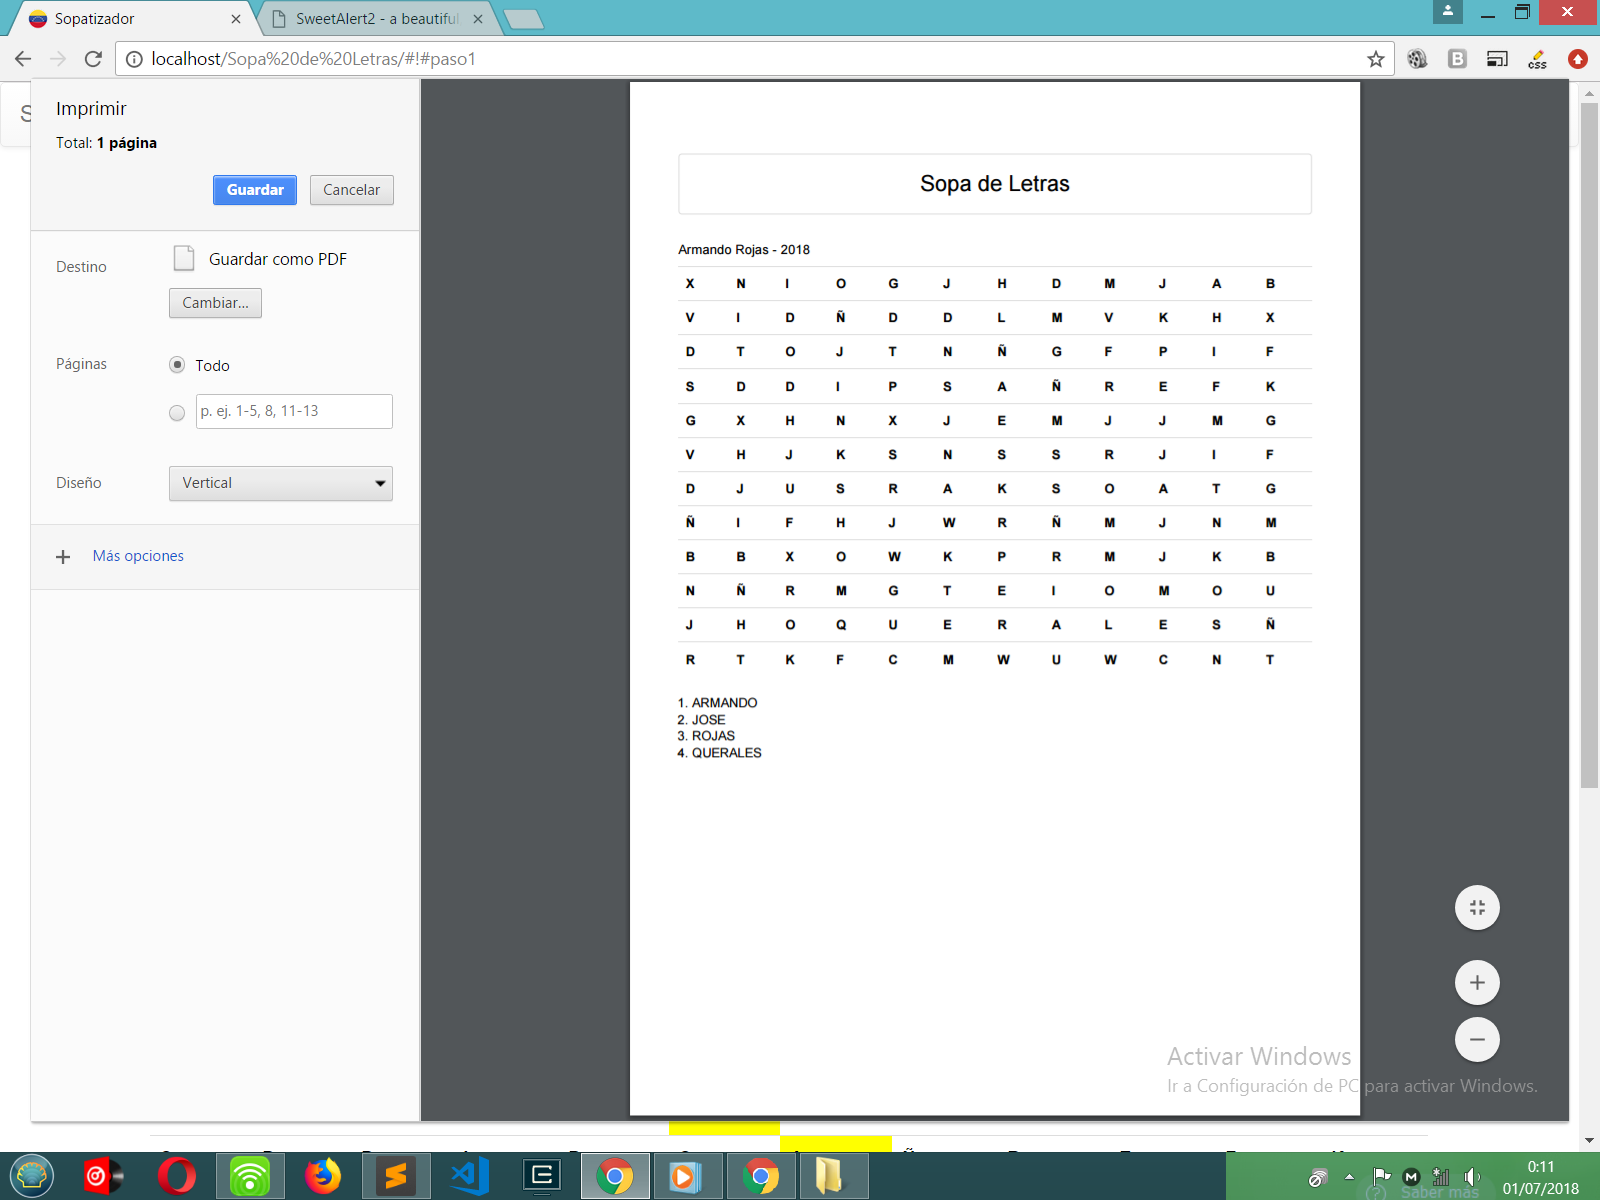 Sopatizador
SweetAlert2 - a beautiful
localhost/Sopa%20de%20Letras/#!#paso1
B
css
S
Imprimir
Total: 1 página
Guardar
Cancelar
Destino
Guardar como PDF
Cambiar...
Páginas
Todo
p. ej. 1-5, 8, 11-13
Diseño
Vertical
Más opciones
Sopa de Letras
Armando Rojas - 2018
X N I O G J H D M J A B
V I D Ñ D D L M V K H X
D T O J T N Ñ G F P I F
S D D I P S A Ñ R E F K
G X H N X J E M J J M G
V H J K S N S S R J I F
D J U S R A K S O A T G
Ñ I F H J W R Ñ M J N M
B B X O W K P R M J K B
N Ñ R M G T E I O M O U
J H O Q U E R A L E S Ñ
R T K F C M W U W C N T
1. ARMANDO
2. JOSE
3. ROJAS
4. QUERALES
Activar Windows
Ir a Configuración de PC para activar Windows.
0:11
01/07/2018
Saber más